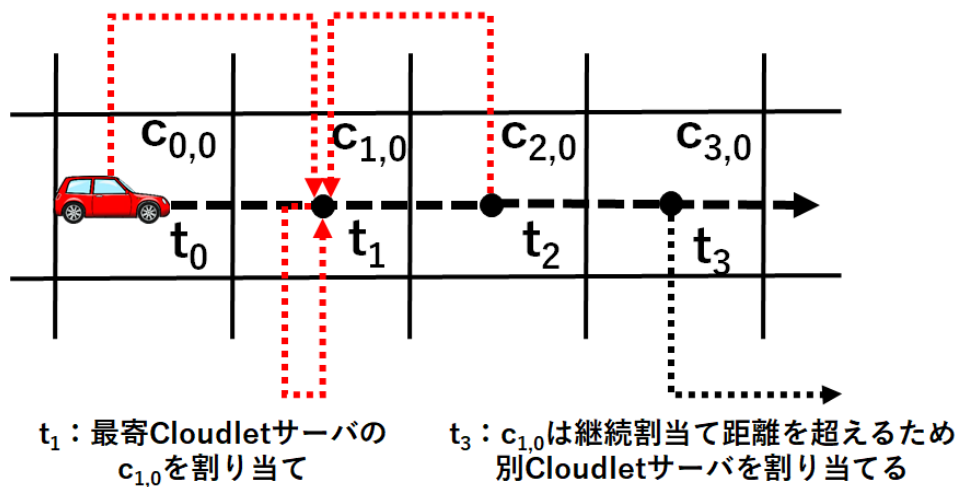 c0,0 c1,0 c2,0 c3,0
t0 t1 t2 t3
t1：最寄Cloudletサーバの
c1,0を割り当て
t3：c1,0は継続割当て距離を超えるため
別Cloudletサーバを割り当てる